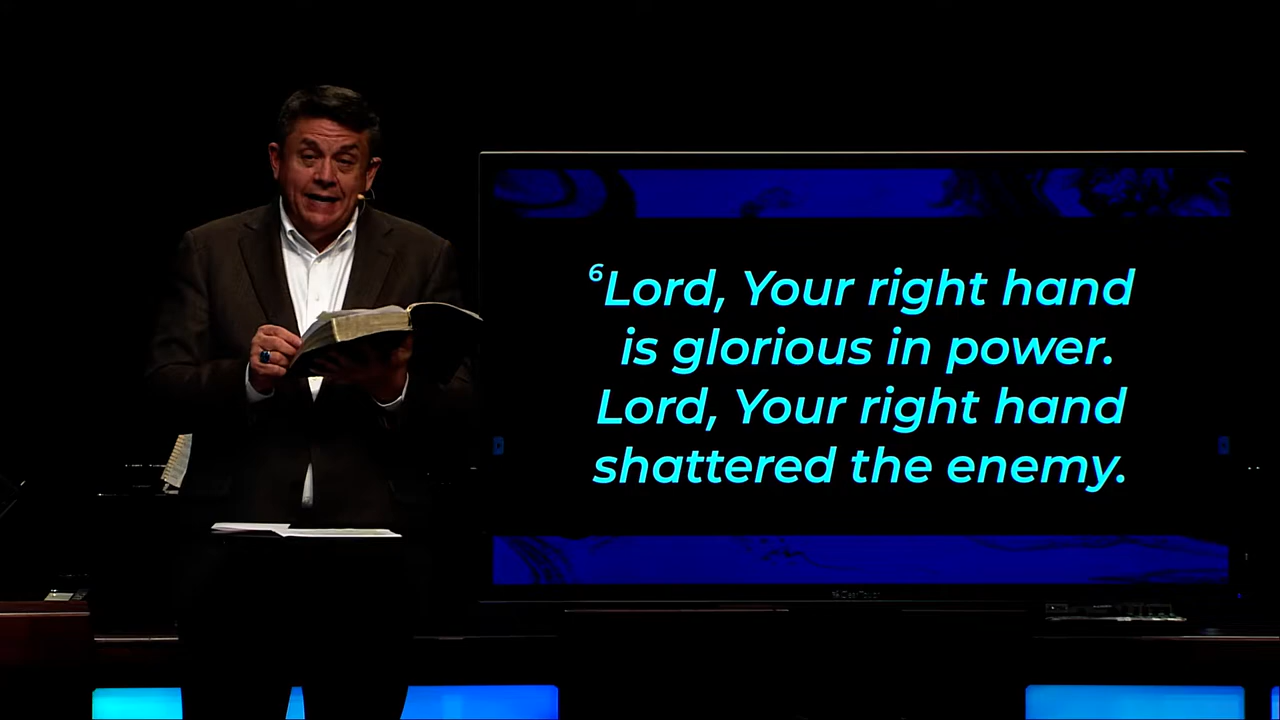 ⁶Lord, Your right hand
is glorious in power.
Lord, Your right hand
shattered the enemy.